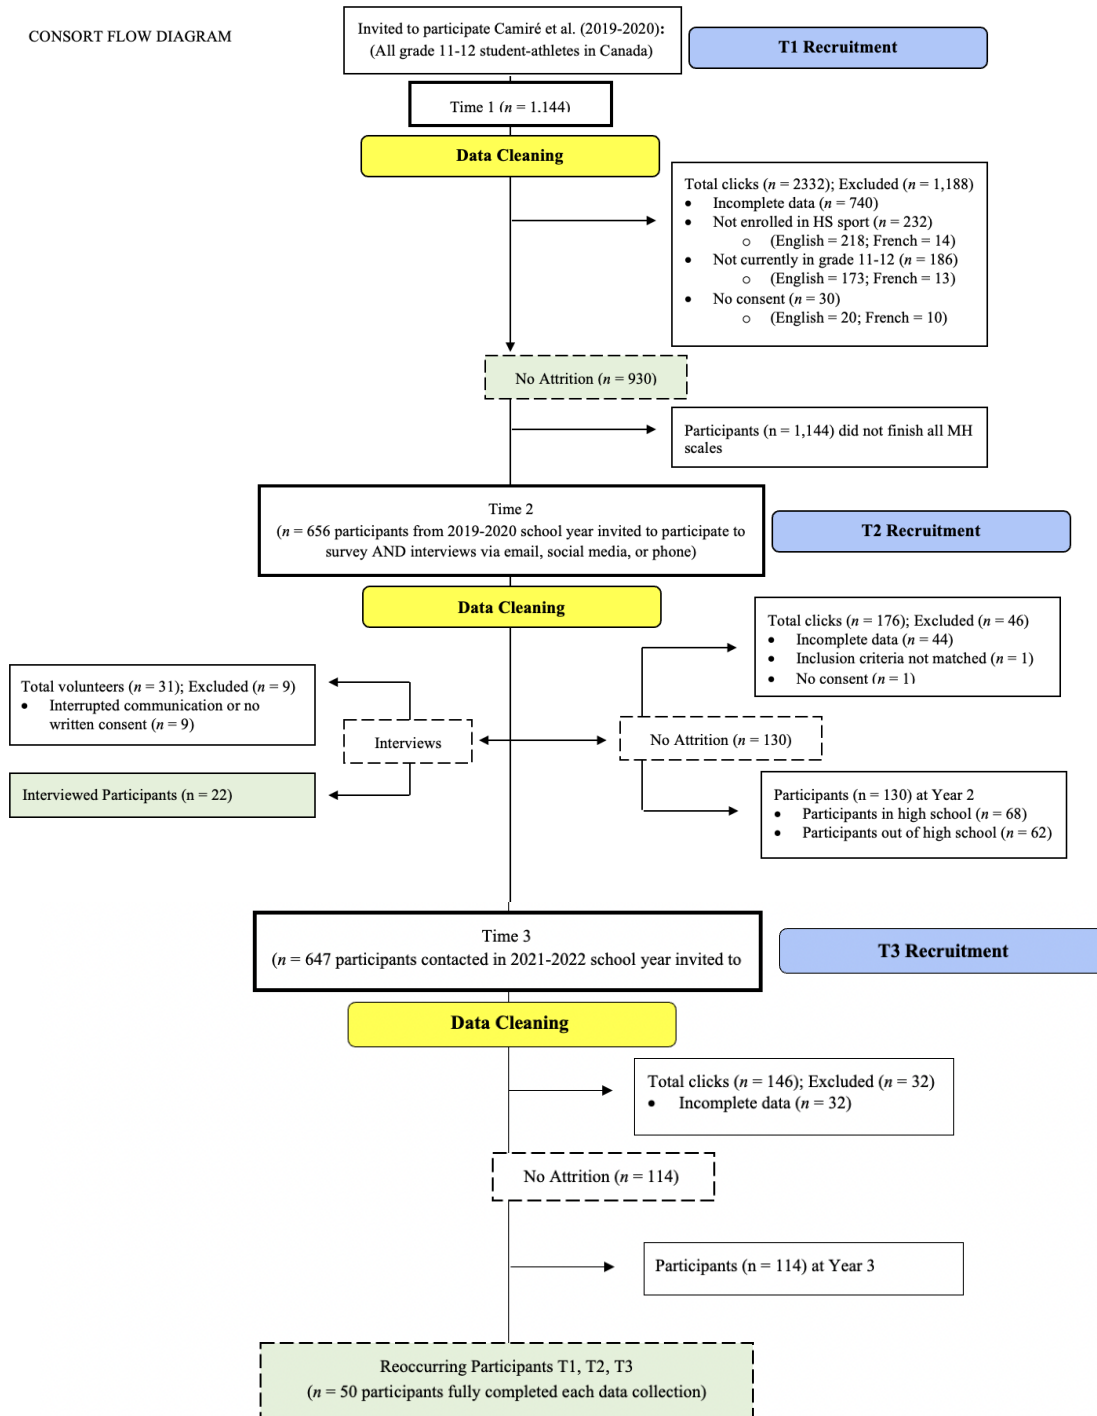 CONSORT FLOW DIAGRAM
Invited to participate Camiré et al. (2019-2020):
(All grade 11-12 student-athletes in Canada)
T1 Recruitment
Time 1 (n = 1,144)
Data Cleaning
Total clicks (n = 2332); Excluded (n = 1,188)
• Incomplete data (n = 740)
• Not enrolled in HS sport (n = 232)
o (English = 218; French = 14)
• Not currently in grade 11-12 (n = 186)
o (English = 173; French = 13)
• No consent (n = 30)
o (English = 20; French = 10)
No Attrition (n = 930)
Participants (n = 1,144) did not finish all MH
scales
Time 2
(n = 656 participants from 2019-2020 school year invited to participate to
survey AND interviews via email, social media, or phone)
T2 Recruitment
Data Cleaning
Total clicks (n = 176); Excluded (n = 46)
• Incomplete data (n = 44)
• Inclusion criteria not matched (n = 1)
• No consent (n = 1)
Total volunteers (n = 31); Excluded (n = 9)
• Interrupted communication or no
written consent (n = 9)
Interviews
No Attrition (n = 130)
Interviewed Participants (n = 22)
Participants (n = 130) at Year 2
• Participants in high school (n = 68)
• Participants out of high school (n = 62)
Time 3
(n = 647 participants contacted in 2021-2022 school year invited to
T3 Recruitment
Data Cleaning
Total clicks (n = 146); Excluded (n = 32)
• Incomplete data (n = 32)
No Attrition (n = 114)
Participants (n = 114) at Year 3
Reoccurring Participants T1, T2, T3
(n = 50 participants fully completed each data collection)